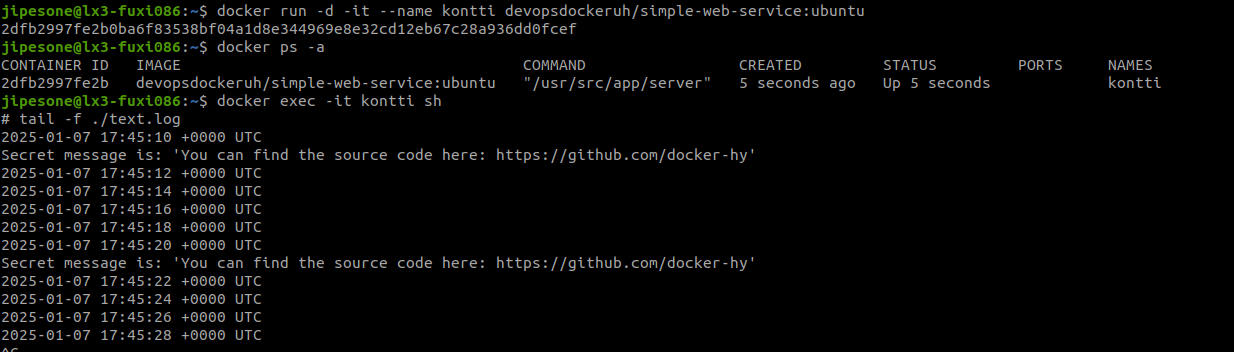 jipesone@lx3-fuxi086:~$ docker run -d -it --name kontti devopsdockeruh/simple-web-service:ubuntu
2dfb2997fe2b0ba6f83538bf04a1d8e344969e8e32cd12eb67c28a936dd0fcef
jipesone@lx3-fuxi086:~$ docker ps -a
CONTAINER ID   IMAGE                                      COMMAND                 CREATED         STATUS         PORTS     NAMES
2dfb2997fe2b   devopsdockeruh/simple-web-service:ubuntu   "/usr/src/app/server"   5 seconds ago   Up 5 seconds             kontti
jipesone@lx3-fuxi086:~$ docker exec -it kontti sh
# tail -f ./text.log
2025-01-07 17:45:10 +0000 UTC
Secret message is: 'You can find the source code here: https://github.com/docker-hy'
2025-01-07 17:45:12 +0000 UTC
2025-01-07 17:45:14 +0000 UTC
2025-01-07 17:45:16 +0000 UTC
2025-01-07 17:45:18 +0000 UTC
2025-01-07 17:45:20 +0000 UTC
Secret message is: 'You can find the source code here: https://github.com/docker-hy'
2025-01-07 17:45:22 +0000 UTC
2025-01-07 17:45:24 +0000 UTC
2025-01-07 17:45:26 +0000 UTC
2025-01-07 17:45:28 +0000 UTC
^C